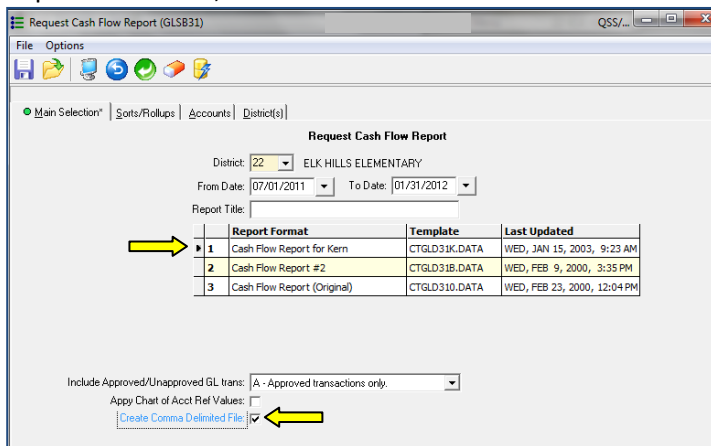 Request Cash Flow Report (GLSB31) QSS/...
File Options
Main Selection* Sorts/Rollups Accounts District(s)
Request Cash Flow Report
District: 22 ELK HILLS ELEMENTARY
From Date: 07/01/2011 To Date: 01/31/2012
Report Title:
Report Format Template Last Updated
1 Cash Flow Report for Kern CTGLD31K.DATA WED, JAN 15, 2003, 9:23 AM
2 Cash Flow Report #2 CTGLD31B.DATA WED, FEB 9, 2000, 3:35 PM
3 Cash Flow Report (Original) CTGLD310.DATA WED, FEB 23, 2000, 12:04 PM
Include Approved/Unapproved GL trans: A - Approved transactions only.
Appy Chart of Acct Ref Values:
Create Comma Delimited File: